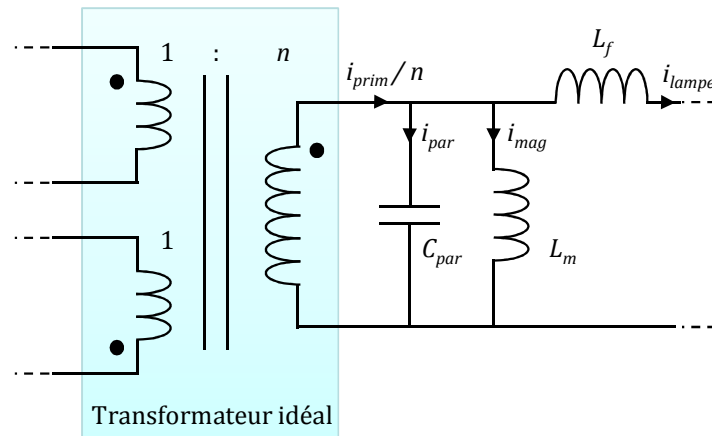 1 : n
L_f
i_prim / n
i_lampe
i_par
i_mag
1
C_par
L_m
Transformateur idéal